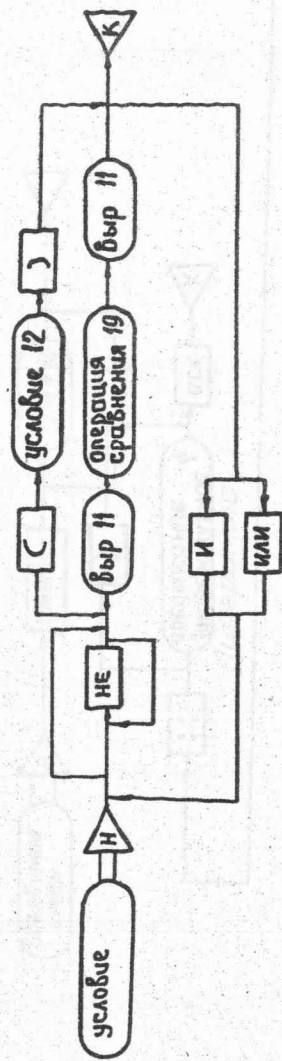 условие
Н
НЕ
(
условие 12
)
выр 11
операция
сравнения 19
выр 11
К
И
ИЛИ